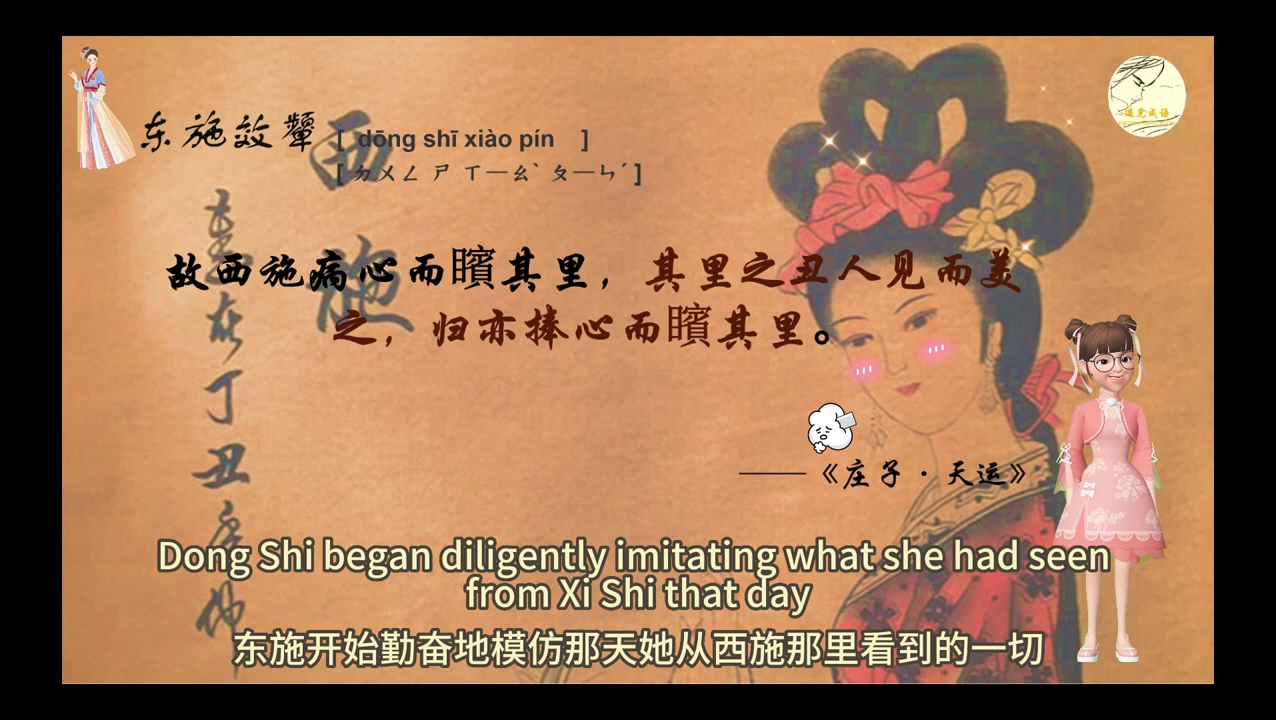 东施效颦
[ dōng shī xiào pín ]
[ ㄉㄨㄥ ㄕ ㄒㄧㄠˋ ㄆㄧㄣˊ ]
西施
故西施病心而矉其里，其里之丑人见而美
之，归亦捧心而矉其里。
——《庄子·天运》
Dong Shi began diligently imitating what she had seen
from Xi Shi that day
东施开始勤奋地模仿那天她从西施那里看到的一切